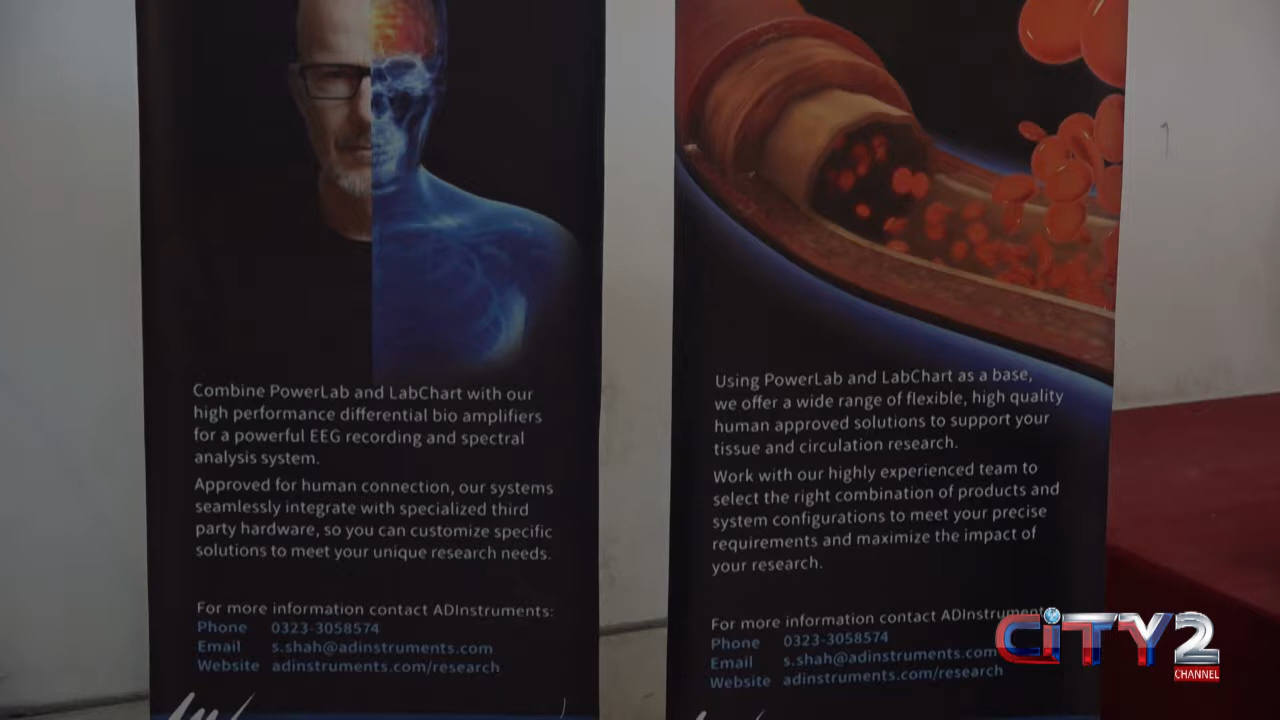 Combine PowerLab and LabChart with our
high performance differential bio amplifiers
for a powerful EEG recording and spectral
analysis system.
Approved for human connection, our systems
seamlessly integrate with specialized third
party hardware, so you can customize specific
solutions to meet your unique research needs.
For more information contact ADInstruments:
Phone 0323-3058574
Email s.shah@adinstruments.com
Website adinstruments.com/research
Using PowerLab and LabChart as a base,
we offer a wide range of flexible, high quality
human approved solutions to support your
tissue and circulation research.
Work with our highly experienced team to
select the right combination of products and
system configurations to meet your precise
requirements and maximize the impact of
your research.
For more information contact ADInstruments
Phone 0323-3058574
Email s.shah@adinstruments.com
Website adinstruments.com/research
CiTY2
CHANNEL